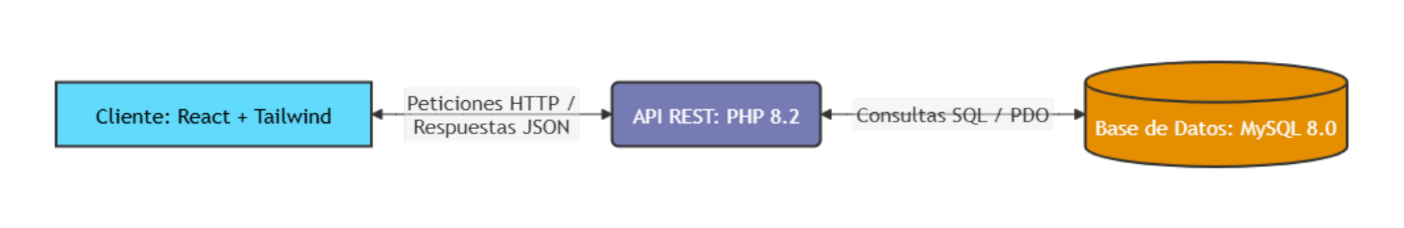 Cliente: React + Tailwind
Peticiones HTTP /
Respuestas JSON
API REST: PHP 8.2
Consultas SQL / PDO
Base de Datos: MySQL 8.0